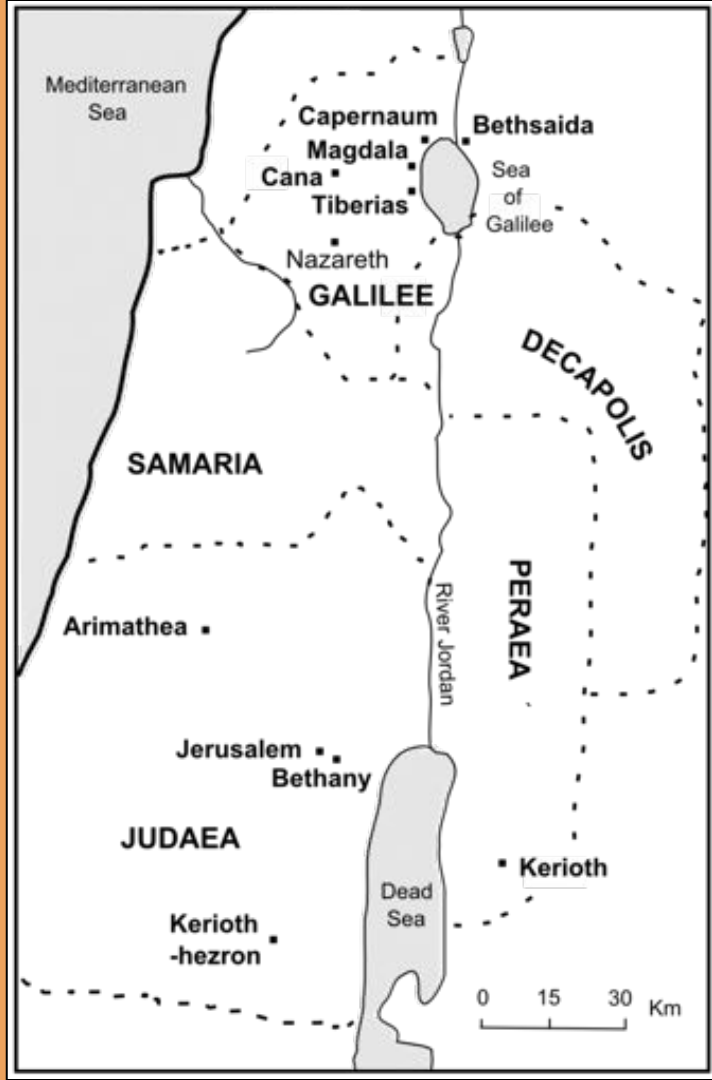 Mediterranean
Sea
Capernaum
Bethsaida
Magdala
Cana
Sea
of
Galilee
Tiberias
Nazareth
GALILEE
DECAPOLIS
SAMARIA
PERAEA
River Jordan
Arimathea
Jerusalem
Bethany
JUDAEA
Kerioth
Dead
Sea
Kerioth
-hezron
0 15 30 Km